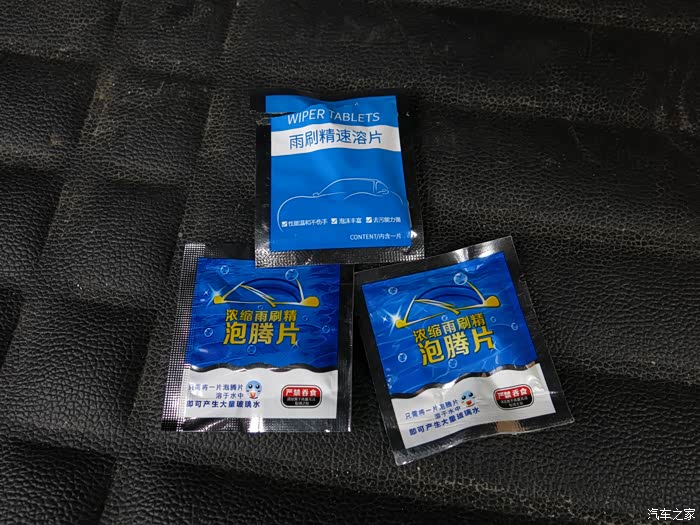 WIPER TABLETS
雨刷精速溶片
性能温和不伤手 泡沫丰富 去污能力强
CONTENT/内含一片
浓缩雨刷精
泡腾片
只需将一片泡腾片
溶于水中
即可产生大量玻璃水
严禁吞食
浓缩雨刷精
泡腾片
只需将一片泡腾片
溶于水中
即可产生大量玻璃水
严禁吞食
汽车之家